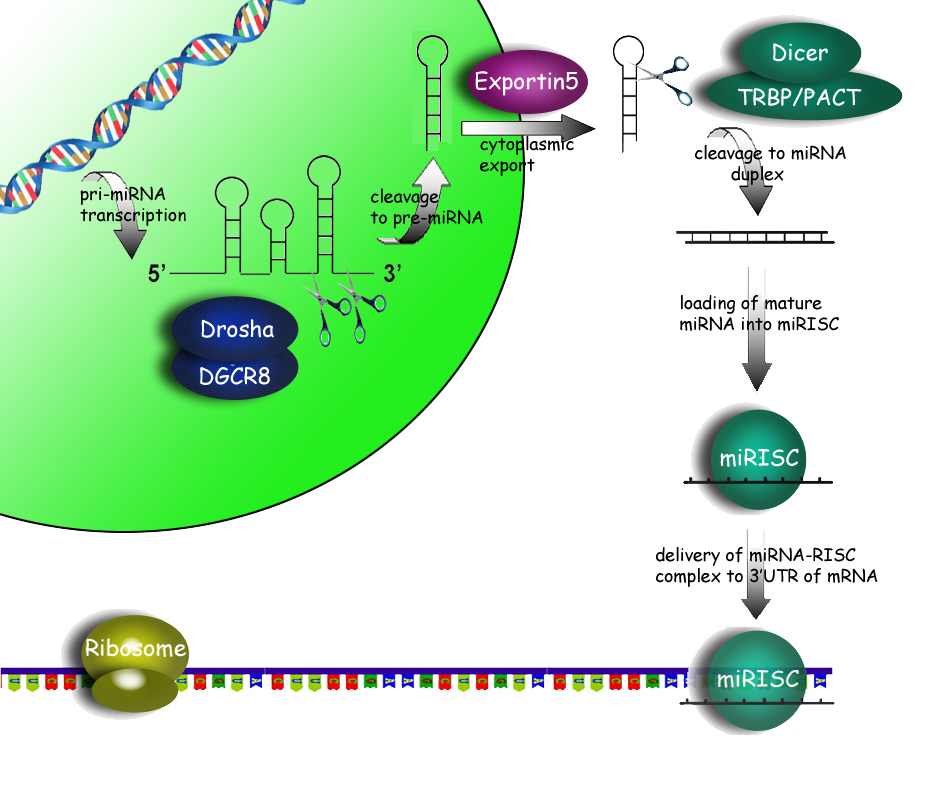 Exportin5
Dicer
TRBP/PACT
cytoplasmic
export
cleavage to miRNA
duplex
pri-miRNA
transcription
cleavage
to pre-miRNA
5’
3’
Drosha
DGCR8
loading of mature
miRNA into miRISC
miRISC
delivery of miRNA-RISC
complex to 3’UTR of mRNA
Ribosome
miRISC